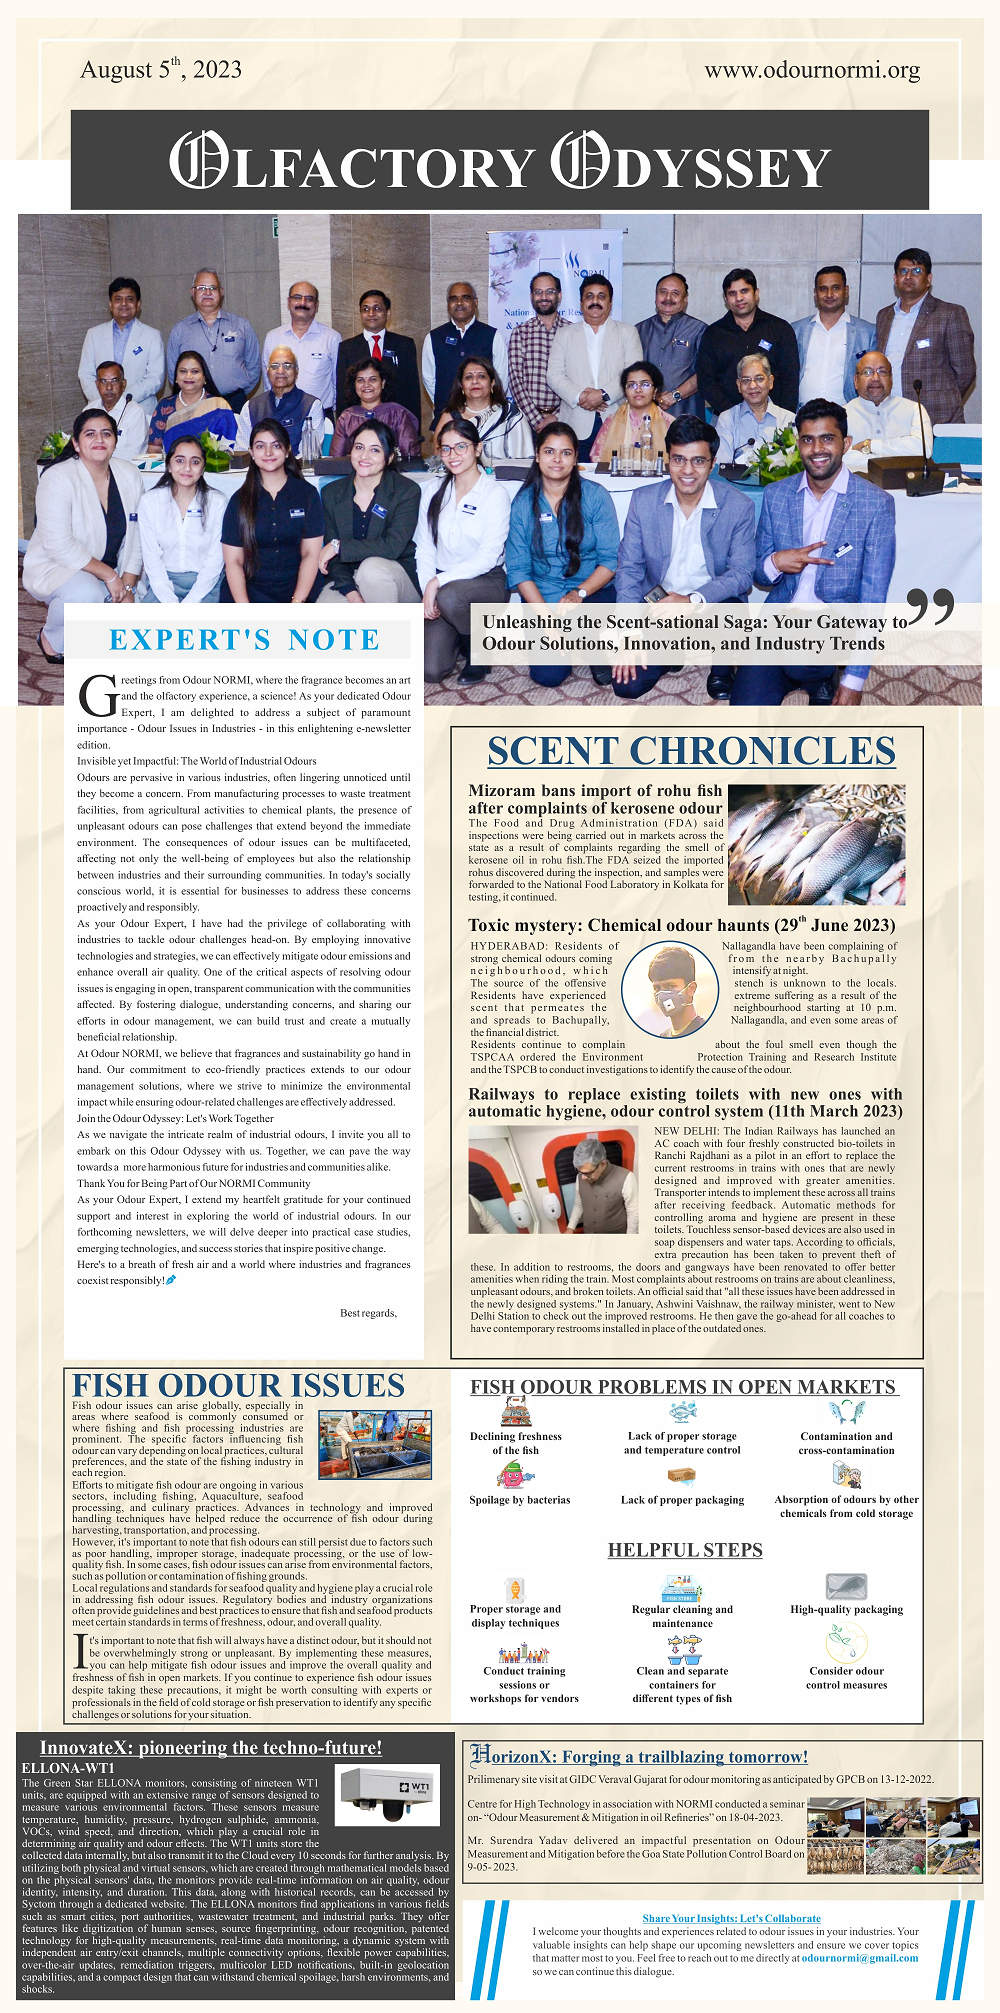 August 5th, 2023
www.odournormi.org
OLFACTORY ODYSSEY
NORMI
Unleashing the Scent-sational Saga: Your Gateway to
Odour Solutions, Innovation, and Industry Trends
EXPERT'S NOTE
Greetings from Odour NORMI, where the fragrance becomes an art
and the olfactory experience, a science! As your dedicated Odour
Expert, I am delighted to address a subject of paramount
importance - Odour Issues in Industries - in this enlightening e-newsletter
edition.
Invisible yet Impactful: The World of Industrial Odours
Odours are pervasive in various industries, often lingering unnoticed until
they become a concern. From manufacturing processes to waste treatment
facilities, from agricultural activities to chemical plants, the presence of
unpleasant odours can pose challenges that extend beyond the immediate
environment. The consequences of odour issues can be multifaceted,
affecting not only the well-being of employees but also the relationship
between industries and their surrounding communities. In today's socially
conscious world, it is essential for businesses to address these concerns
proactively and responsibly.
As your Odour Expert, I have had the privilege of collaborating with
industries to tackle odour challenges head-on. By employing innovative
technologies and strategies, we can effectively mitigate odour emissions and
enhance overall air quality. One of the critical aspects of resolving odour
issues is engaging in open, transparent communication with the communities
affected. By fostering dialogue, understanding concerns, and sharing our
efforts in odour management, we can build trust and create a mutually
beneficial relationship.
At Odour NORMI, we believe that fragrances and sustainability go hand in
hand. Our commitment to eco-friendly practices extends to our odour
management solutions, where we strive to minimize the environmental
impact while ensuring odour-related challenges are effectively addressed.
Join the Odour Odyssey: Let's Work Together
As we navigate the intricate realm of industrial odours, I invite you all to
embark on this Odour Odyssey with us. Together, we can pave the way
towards a more harmonious future for industries and communities alike.
Thank You for Being Part of Our NORMI Community
As your Odour Expert, I extend my heartfelt gratitude for your continued
support and interest in exploring the world of industrial odours. In our
forthcoming newsletters, we will delve deeper into practical case studies,
emerging technologies, and success stories that inspire positive change.
Here's to a breath of fresh air and a world where industries and fragrances
coexist responsibly!
Best regards,
SCENT CHRONICLES
Mizoram bans import of rohu fish
after complaints of kerosene odour
The Food and Drug Administration (FDA) said
inspections were being carried out in markets across the
state as a result of complaints regarding the smell of
kerosene oil in rohu fish.The FDA seized the imported
rohus discovered during the inspection, and samples were
forwarded to the National Food Laboratory in Kolkata for
testing, it continued.
Toxic mystery: Chemical odour haunts (29th June 2023)
HYDERABAD: Residents of Nallagandla have been complaining of
strong chemical odours coming from the nearby Bachupally
neighbourhood, which intensify at night.
The source of the offensive stench is unknown to the locals.
Residents have experienced extreme suffering as a result of the
scent that permeates the neighbourhood starting at 10 p.m.
and spreads to Bachupally, Nallagandla, and even some areas of
the financial district.
Residents continue to complain about the foul smell even though the
TSPCAA ordered the Environment Protection Training and Research Institute
and the TSPCB to conduct investigations to identify the cause of the odour.
Railways to replace existing toilets with new ones with
automatic hygiene, odour control system (11th March 2023)
NEW DELHI: The Indian Railways has launched an
AC coach with four freshly constructed bio-toilets in
Ranchi Rajdhani as a pilot in an effort to replace the
current restrooms in trains with ones that are newly
designed and improved with greater amenities.
Transporter intends to implement these across all trains
after receiving feedback. Automatic methods for
controlling aroma and hygiene are present in these
toilets. Touchless sensor-based devices are also used in
soap dispensers and water taps. According to officials,
extra precaution has been taken to prevent theft of
these. In addition to restrooms, the doors and gangways have been renovated to offer better
amenities when riding the train. Most complaints about restrooms on trains are about cleanliness,
unpleasant odours, and broken toilets. An official said that "all these issues have been addressed in
the newly designed systems." In January, Ashwini Vaishnaw, the railway minister, went to New
Delhi Station to check out the improved restrooms. He then gave the go-ahead for all coaches to
have contemporary restrooms installed in place of the outdated ones.
FISH ODOUR ISSUES
Fish odour issues can arise globally, especially in
areas where seafood is commonly consumed or
where fishing and fish processing industries are
prominent. The specific factors influencing fish
odour can vary depending on local practices, cultural
preferences, and the state of the fishing industry in
each region.
Efforts to mitigate fish odour are ongoing in various
sectors, including fishing, Aquaculture, seafood
processing, and culinary practices. Advances in technology and improved
handling techniques have helped reduce the occurrence of fish odour during
harvesting, transportation, and processing.
However, it's important to note that fish odours can still persist due to factors such
as poor handling, improper storage, inadequate processing, or the use of low-
quality fish. In some cases, fish odour issues can arise from environmental factors,
such as pollution or contamination of fishing grounds.
Local regulations and standards for seafood quality and hygiene play a crucial role
in addressing fish odour issues. Regulatory bodies and industry organizations
often provide guidelines and best practices to ensure that fish and seafood products
meet certain standards in terms of freshness, odour, and overall quality.
It's important to note that fish will always have a distinct odour, but it should not
be overwhelmingly strong or unpleasant. By implementing these measures,
you can help mitigate fish odour issues and improve the overall quality and
freshness of fish in open markets. If you continue to experience fish odour issues
despite taking these precautions, it might be worth consulting with experts or
professionals in the field of cold storage or fish preservation to identify any specific
challenges or solutions for your situation.
FISH ODOUR PROBLEMS IN OPEN MARKETS
Declining freshness
of the fish
Lack of proper storage
and temperature control
Contamination and
cross-contamination
Spoilage by bacterias
Lack of proper packaging
Absorption of odours by other
chemicals from cold storage
HELPFUL STEPS
Proper storage and
display techniques
FISH STORE
Regular cleaning and
maintenance
High-quality packaging
Conduct training
sessions or
workshops for vendors
Clean and separate
containers for
different types of fish
Consider odour
control measures
InnovateX: pioneering the techno-future!
ELLONA-WT1
WT1
The Green Star ELLONA monitors, consisting of nineteen WT1
units, are equipped with an extensive range of sensors designed to
measure various environmental factors. These sensors measure
temperature, humidity, pressure, hydrogen sulphide, ammonia,
VOCs, wind speed, and direction, which play a crucial role in
determining air quality and odour effects. The WT1 units store the
collected data internally, but also transmit it to the Cloud every 10 seconds for further analysis. By
utilizing both physical and virtual sensors, which are created through mathematical models based
on the physical sensors' data, the monitors provide real-time information on air quality, odour
identity, intensity, and duration. This data, along with historical records, can be accessed by
Syctom through a dedicated website. The ELLONA monitors find applications in various fields
such as smart cities, port authorities, wastewater treatment, and industrial parks. They offer
features like digitization of human senses, source fingerprinting, odour recognition, patented
technology for high-quality measurements, real-time data monitoring, a dynamic system with
independent air entry/exit channels, multiple connectivity options, flexible power capabilities,
over-the-air updates, remediation triggers, multicolor LED notifications, built-in geolocation
capabilities, and a compact design that can withstand chemical spoilage, harsh environments, and
shocks.
HorizonX: Forging a trailblazing tomorrow!
Prilimenary site visit at GIDC Veraval Gujarat for odour monitoring as anticipated by GPCB on 13-12-2022.
Centre for High Technology in association with NORMI conducted a seminar
on- “Odour Measurement & Mitigation in oil Refineries” on 18-04-2023.
Mr. Surendra Yadav delivered an impactful presentation on Odour
Measurement and Mitigation before the Goa State Pollution Control Board on
9-05- 2023.
Share Your Insights: Let's Collaborate
I welcome your thoughts and experiences related to odour issues in your industries. Your
valuable insights can help shape our upcoming newsletters and ensure we cover topics
that matter most to you. Feel free to reach out to me directly at odournormi@gmail.com
so we can continue this dialogue.